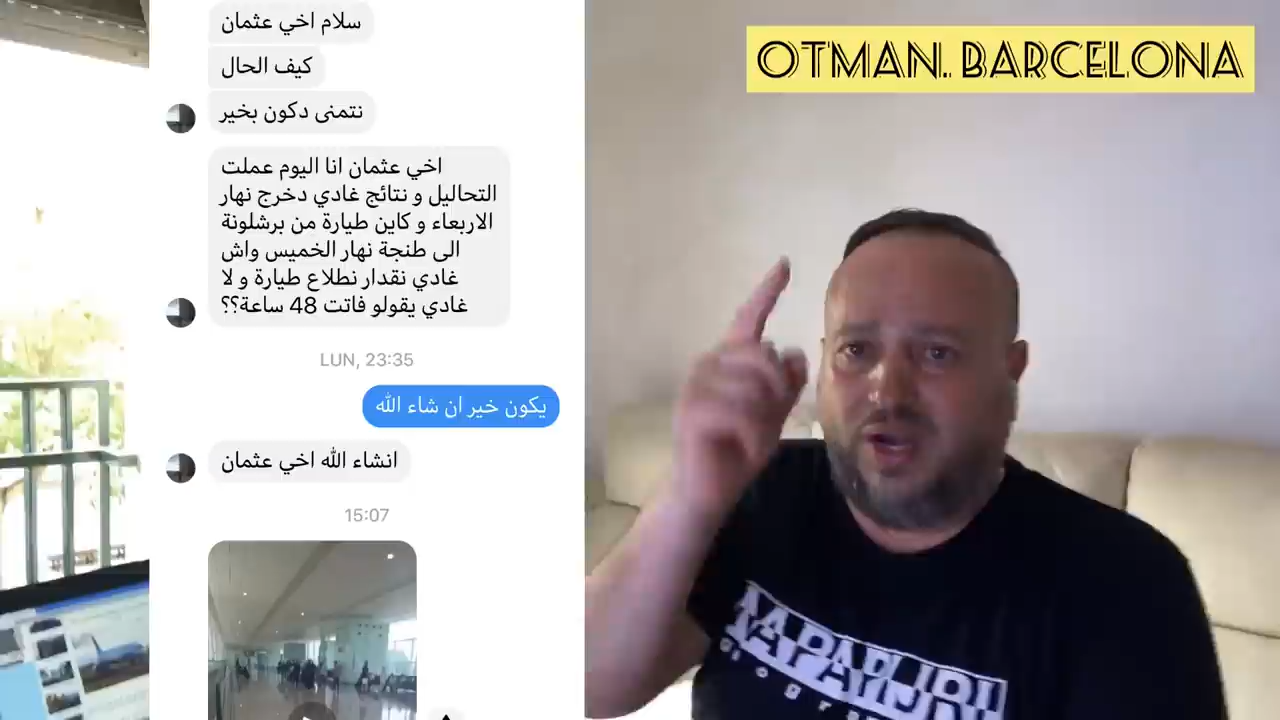 سلام اخي عثمان
كيف الحال
نتمنى دكون بخير
اخي عثمان انا اليوم عملت
التحاليل و نتائج غادي دخرج نهار
الاربعاء و كاين طيارة من برشلونة
الى طنجة نهار الخميس واش
غادي نقدار نطلاع طيارة و لا
غادي يقولو فاتت 48 ساعة؟؟
LUN, 23:35
يكون خير ان شاء الله
انشاء الله اخي عثمان
15:07
OTMAN. BARCELONA
NAPAPIJRI